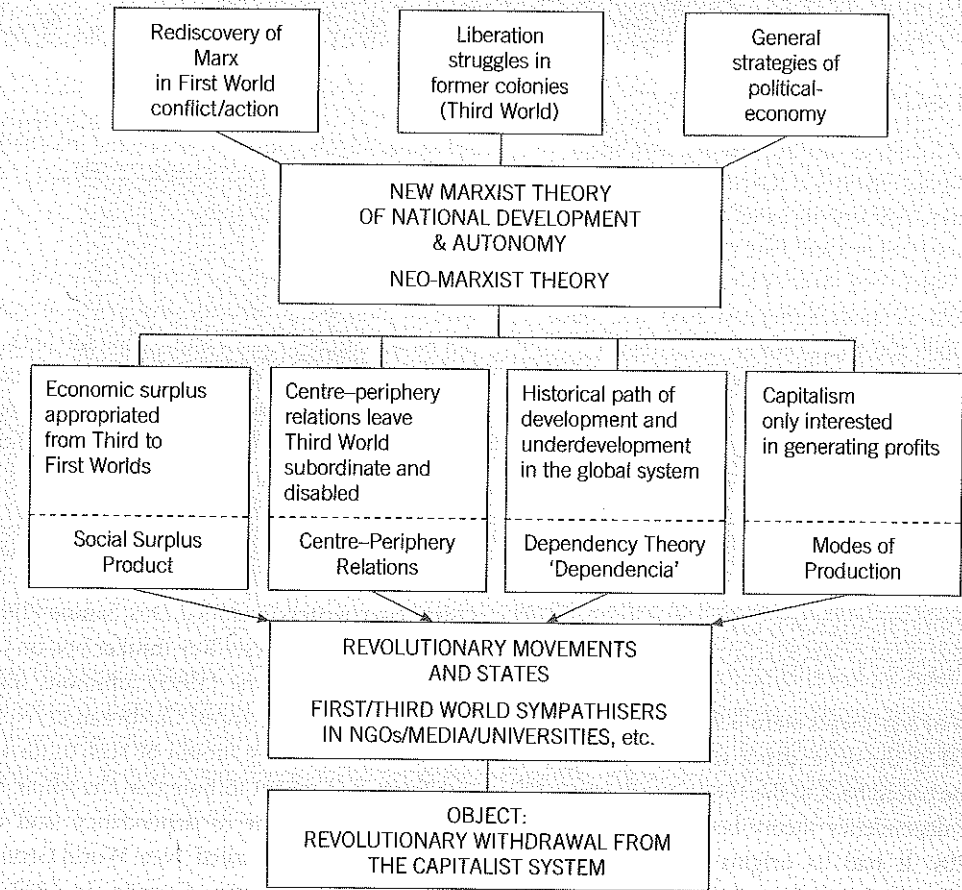 Rediscovery of
Marx
in First World
conflict/action
Liberation
struggles in
former colonies
(Third World)
General
strategies of
political-
economy
NEW MARXIST THEORY
OF NATIONAL DEVELOPMENT
& AUTONOMY
NEO-MARXIST THEORY
Economic surplus
appropriated
from Third to
First Worlds
Social Surplus
Product
Centre–periphery
relations leave
Third World
subordinate and
disabled
Centre–Periphery
Relations
Historical path of
development and
underdevelopment
in the global system
Dependency Theory
‘Dependencia’
Capitalism
only interested
in generating profits
Modes of
Production
REVOLUTIONARY MOVEMENTS
AND STATES
FIRST/THIRD WORLD SYMPATHISERS
IN NGOs/MEDIA/UNIVERSITIES, etc.
OBJECT:
REVOLUTIONARY WITHDRAWAL FROM
THE CAPITALIST SYSTEM